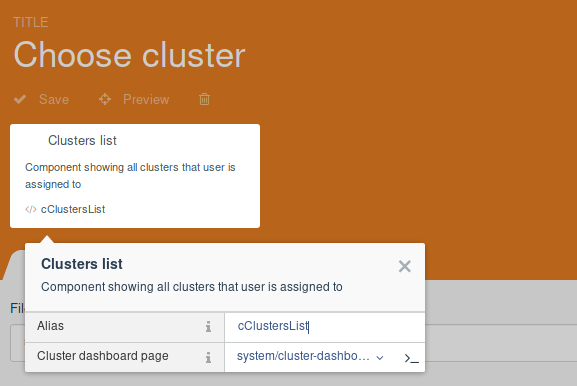 TITLE
Choose cluster
Save Preview
Clusters list
Component showing all clusters that user is
assigned to
</> cClustersList
Clusters list
Component showing all clusters that user is assigned to
Alias cClustersList
Cluster dashboard page system/cluster-dashbo...